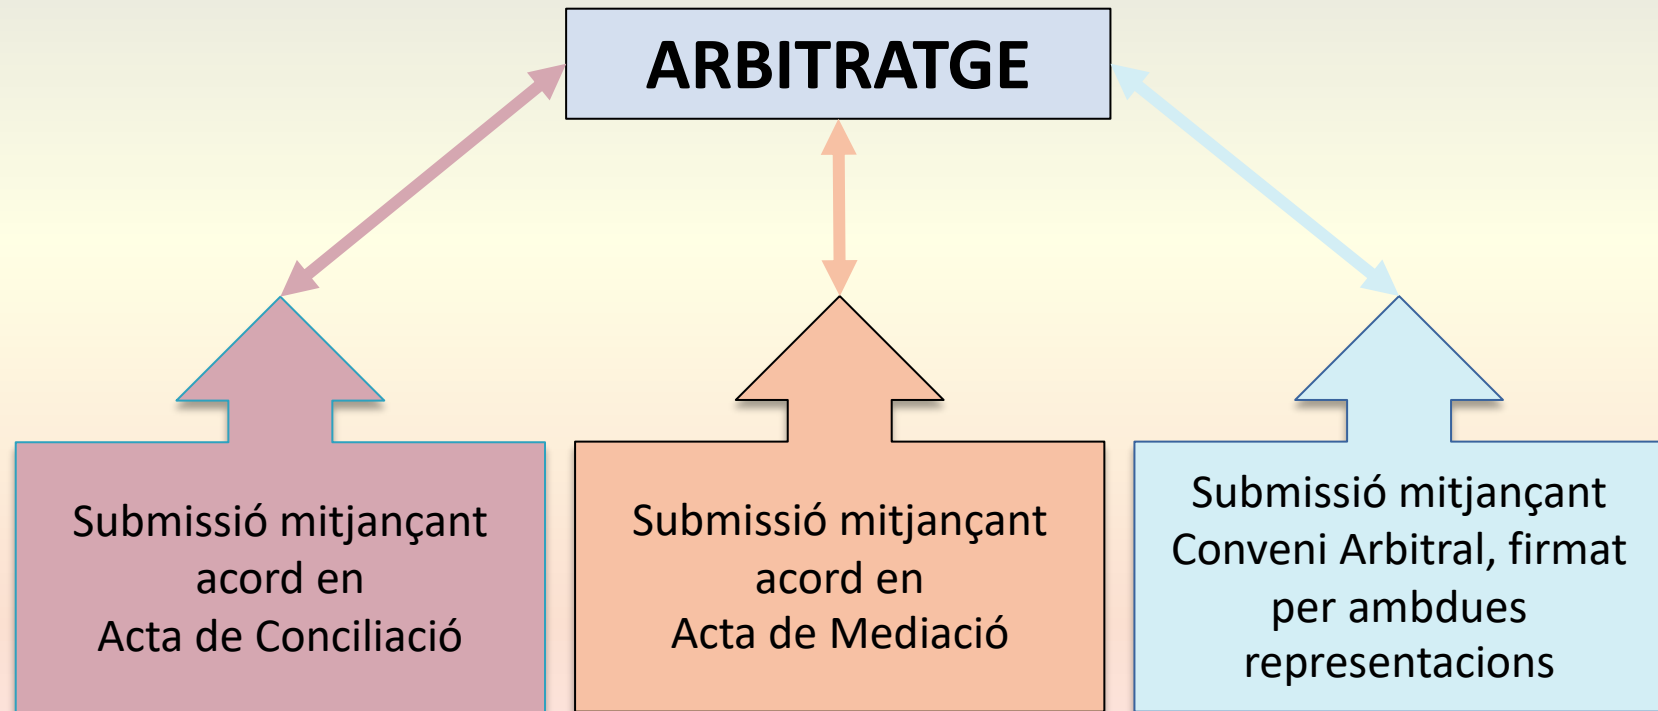 ARBITRATGE
Submissió mitjançant
acord en
Acta de Conciliació
Submissió mitjançant
acord en
Acta de Mediació
Submissió mitjançant
Conveni Arbitral, firmat
per ambdues
representacions